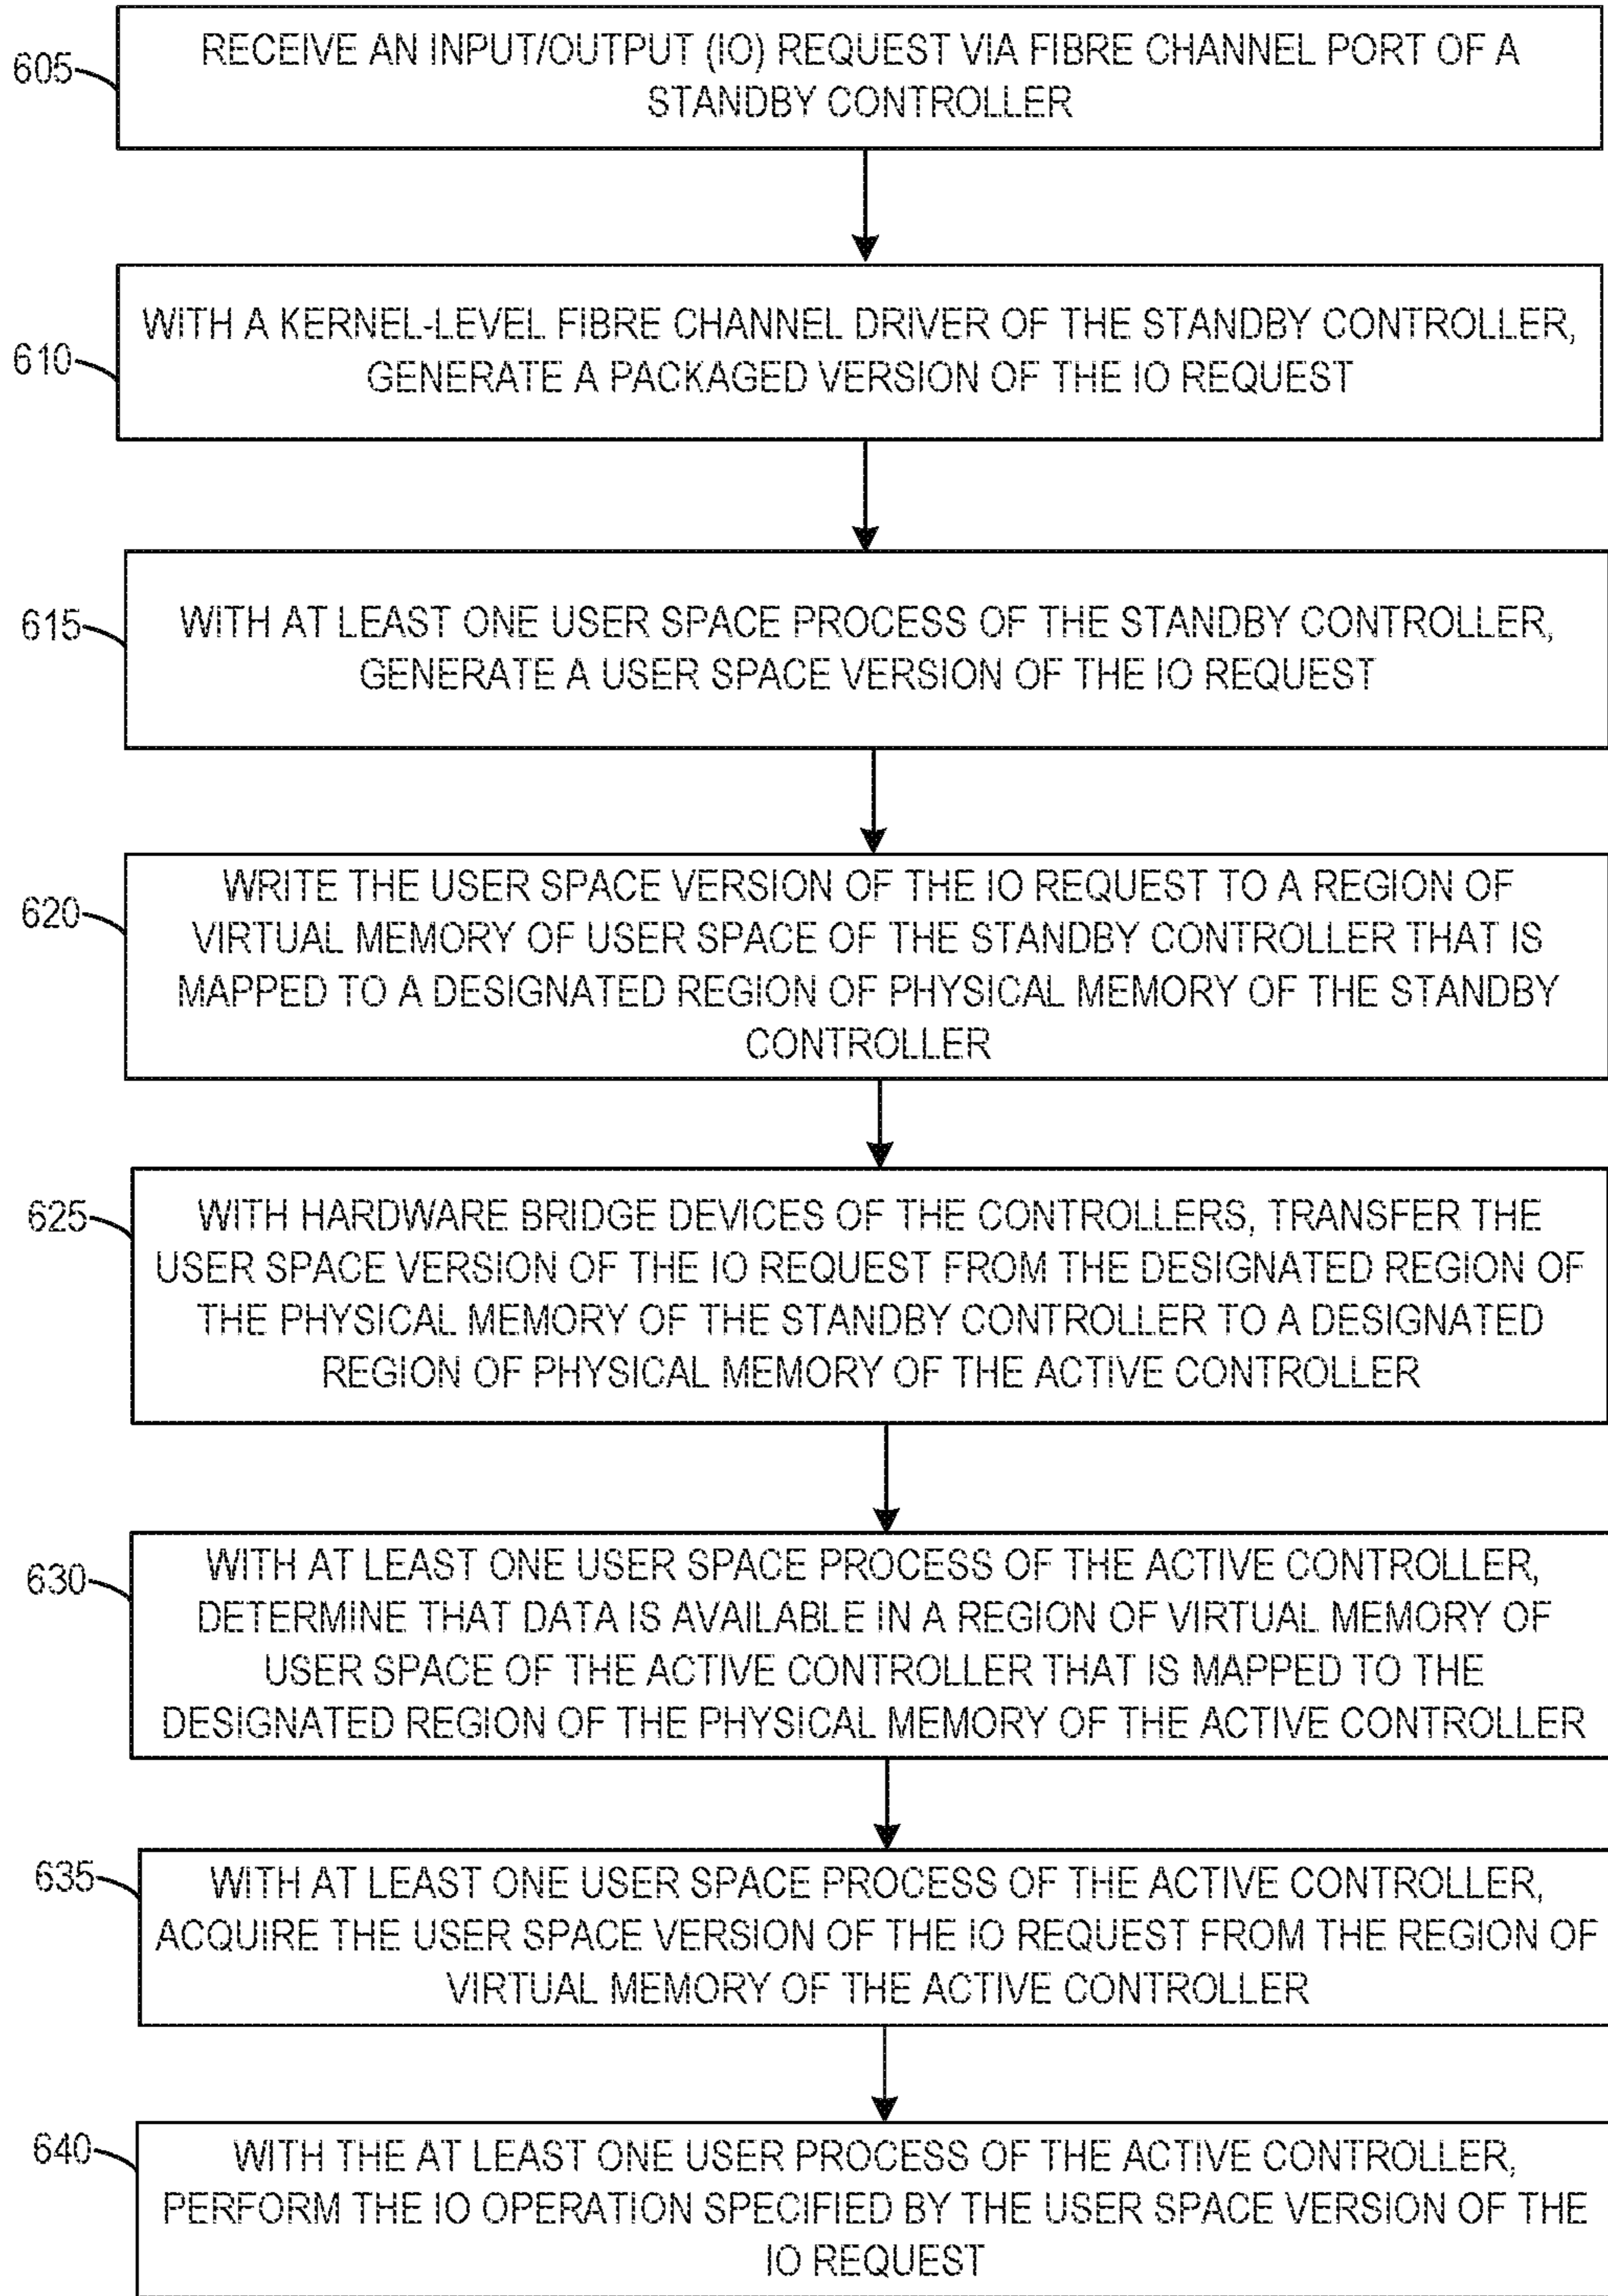 605
RECEIVE AN INPUT/OUTPUT (IO) REQUEST VIA FIBRE CHANNEL PORT OF A
STANDBY CONTROLLER
610
WITH A KERNEL-LEVEL FIBRE CHANNEL DRIVER OF THE STANDBY CONTROLLER,
GENERATE A PACKAGED VERSION OF THE IO REQUEST
615
WITH AT LEAST ONE USER SPACE PROCESS OF THE STANDBY CONTROLLER,
GENERATE A USER SPACE VERSION OF THE IO REQUEST
620
WRITE THE USER SPACE VERSION OF THE IO REQUEST TO A REGION OF
VIRTUAL MEMORY OF USER SPACE OF THE STANDBY CONTROLLER THAT IS
MAPPED TO A DESIGNATED REGION OF PHYSICAL MEMORY OF THE STANDBY
CONTROLLER
625
WITH HARDWARE BRIDGE DEVICES OF THE CONTROLLERS, TRANSFER THE
USER SPACE VERSION OF THE IO REQUEST FROM THE DESIGNATED REGION OF
THE PHYSICAL MEMORY OF THE STANDBY CONTROLLER TO A DESIGNATED
REGION OF PHYSICAL MEMORY OF THE ACTIVE CONTROLLER
630
WITH AT LEAST ONE USER SPACE PROCESS OF THE ACTIVE CONTROLLER,
DETERMINE THAT DATA IS AVAILABLE IN A REGION OF VIRTUAL MEMORY OF
USER SPACE OF THE ACTIVE CONTROLLER THAT IS MAPPED TO THE
DESIGNATED REGION OF THE PHYSICAL MEMORY OF THE ACTIVE CONTROLLER
635
WITH AT LEAST ONE USER SPACE PROCESS OF THE ACTIVE CONTROLLER,
ACQUIRE THE USER SPACE VERSION OF THE IO REQUEST FROM THE REGION OF
VIRTUAL MEMORY OF THE ACTIVE CONTROLLER
640
WITH THE AT LEAST ONE USER PROCESS OF THE ACTIVE CONTROLLER,
PERFORM THE IO OPERATION SPECIFIED BY THE USER SPACE VERSION OF THE
IO REQUEST